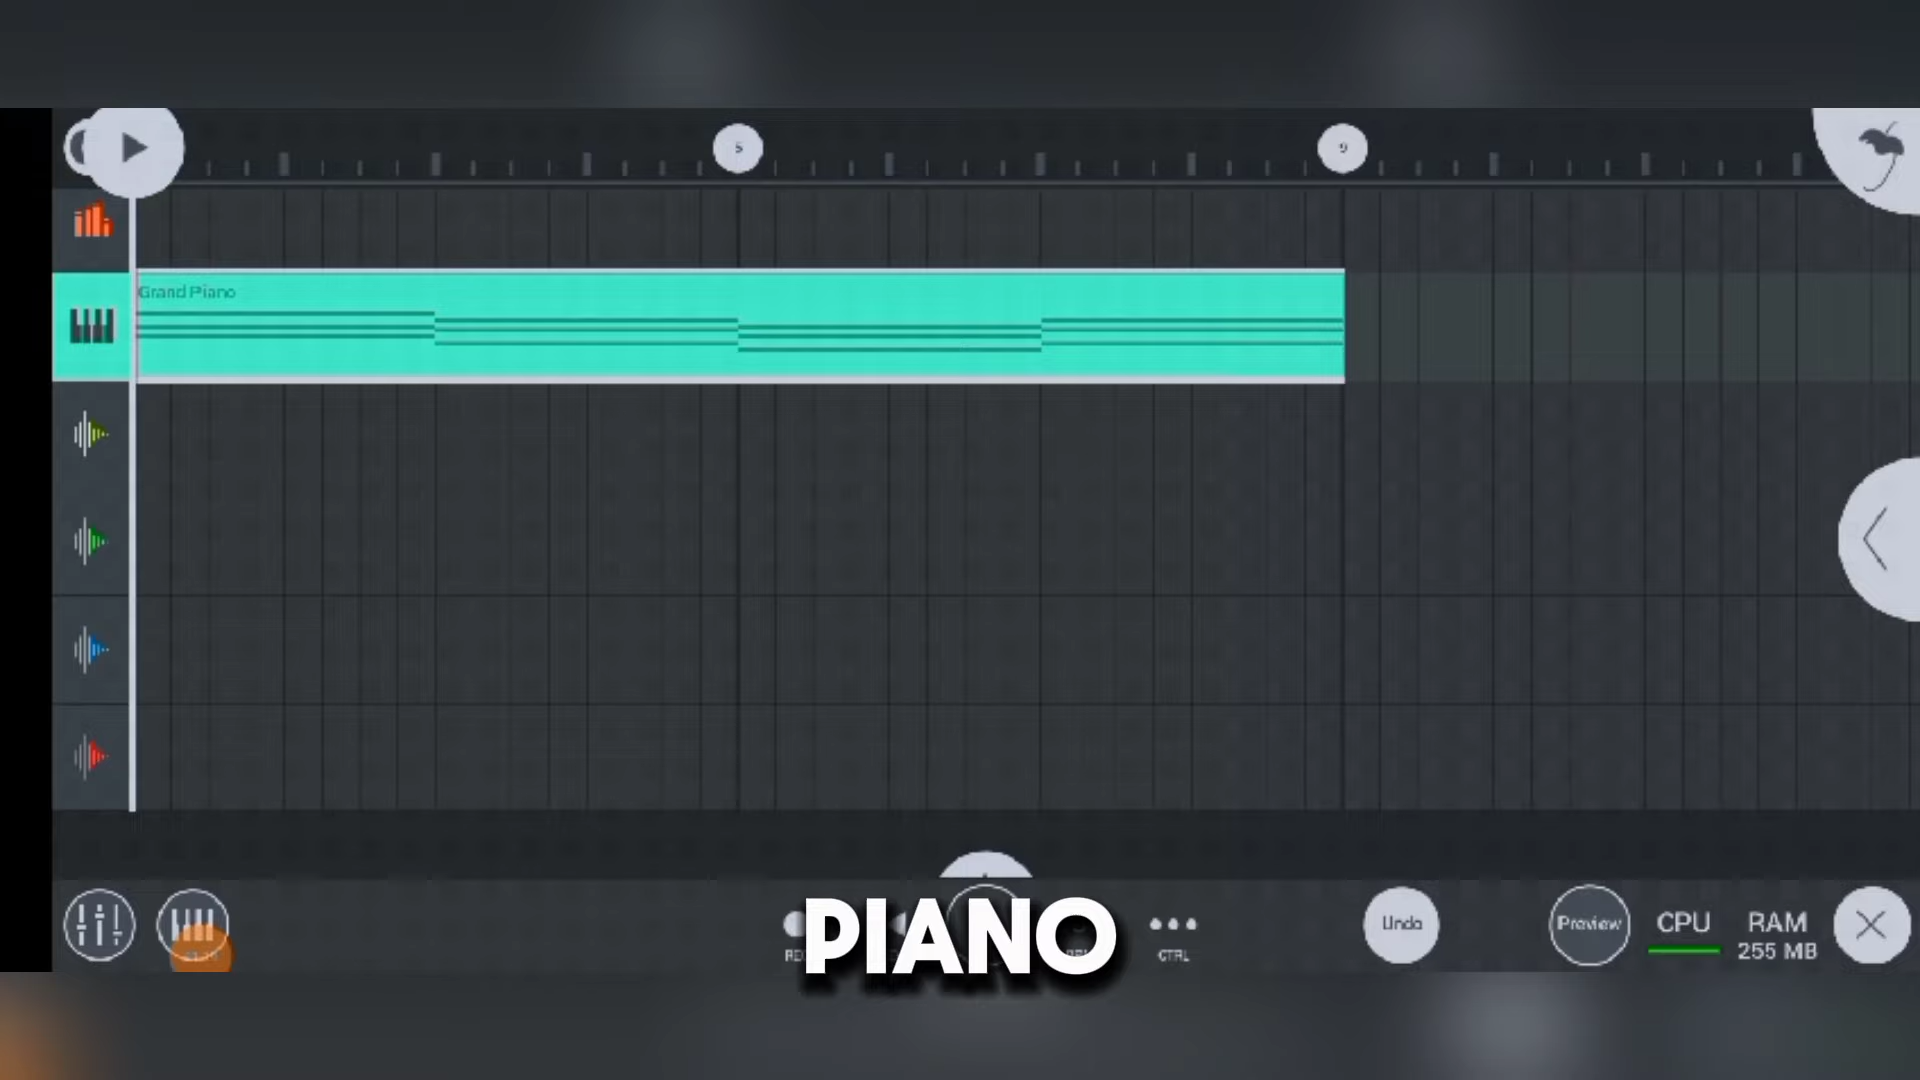 5
9
Grand Piano
PIANO
CTRL
Undo
Preview
CPU
RAM
255 MB